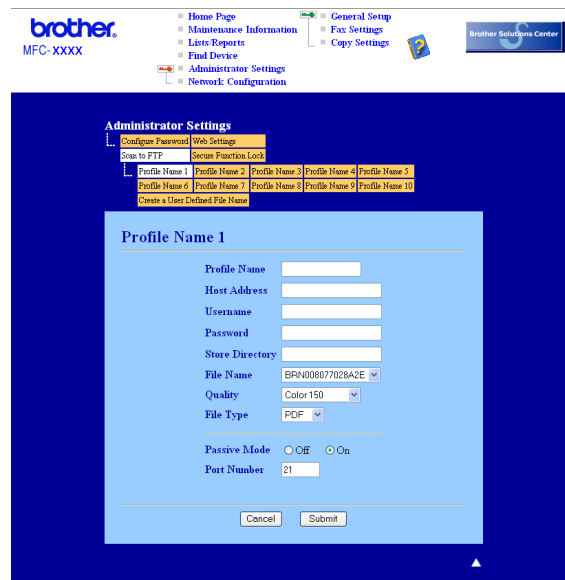 brother.
MFC-XXXX
Home Page
Maintenance Information
Lists/Reports
Find Device
Administrator Settings
Network Configuration
General Setup
Fax Settings
Copy Settings
Brother Solutions Center
Administrator Settings
Configure Password Web Settings
Scan to FTP Secure Function Lock
Profile Name 1 Profile Name 2 Profile Name 3 Profile Name 4 Profile Name 5
Profile Name 6 Profile Name 7 Profile Name 8 Profile Name 9 Profile Name 10
Create a User Defined File Name
Profile Name 1
Profile Name
Host Address
Username
Password
Store Directory
File Name BRN008077028A2E
Quality Color 150
File Type PDF
Passive Mode Off On
Port Number 21
Cancel Submit